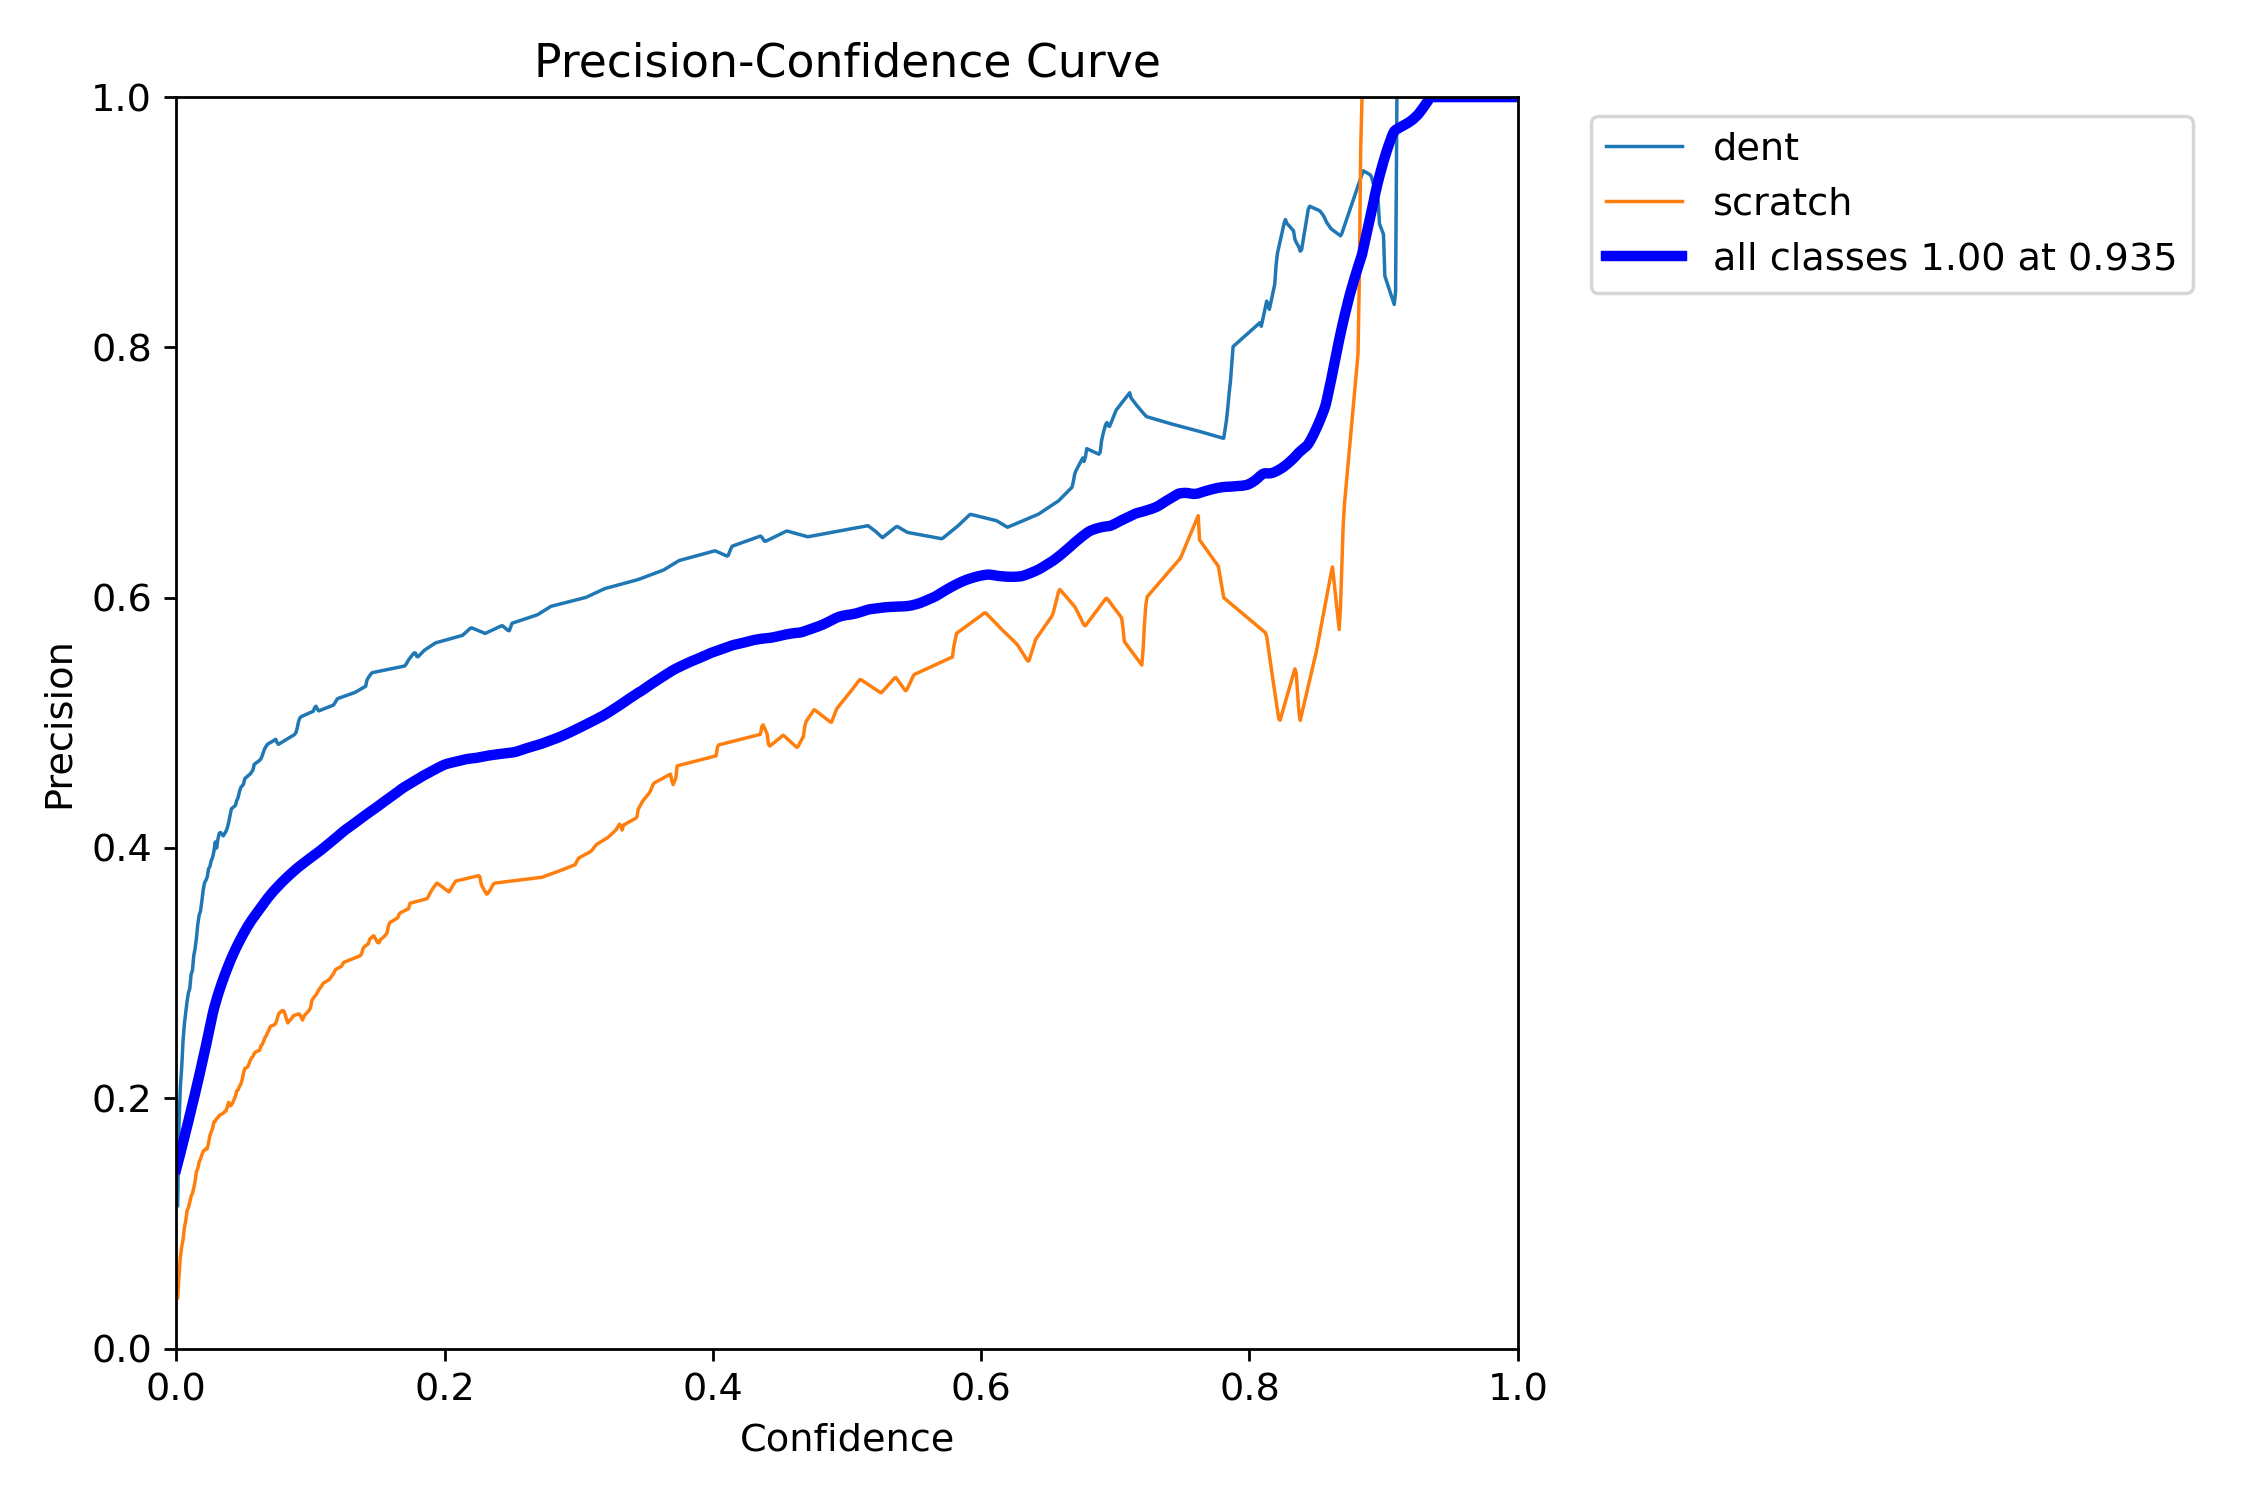 Precision-Confidence Curve
1.0
0.8
0.6
0.4
0.2
0.0
Precision
0.0 0.2 0.4 0.6 0.8 1.0
Confidence
dent
scratch
all classes 1.00 at 0.935